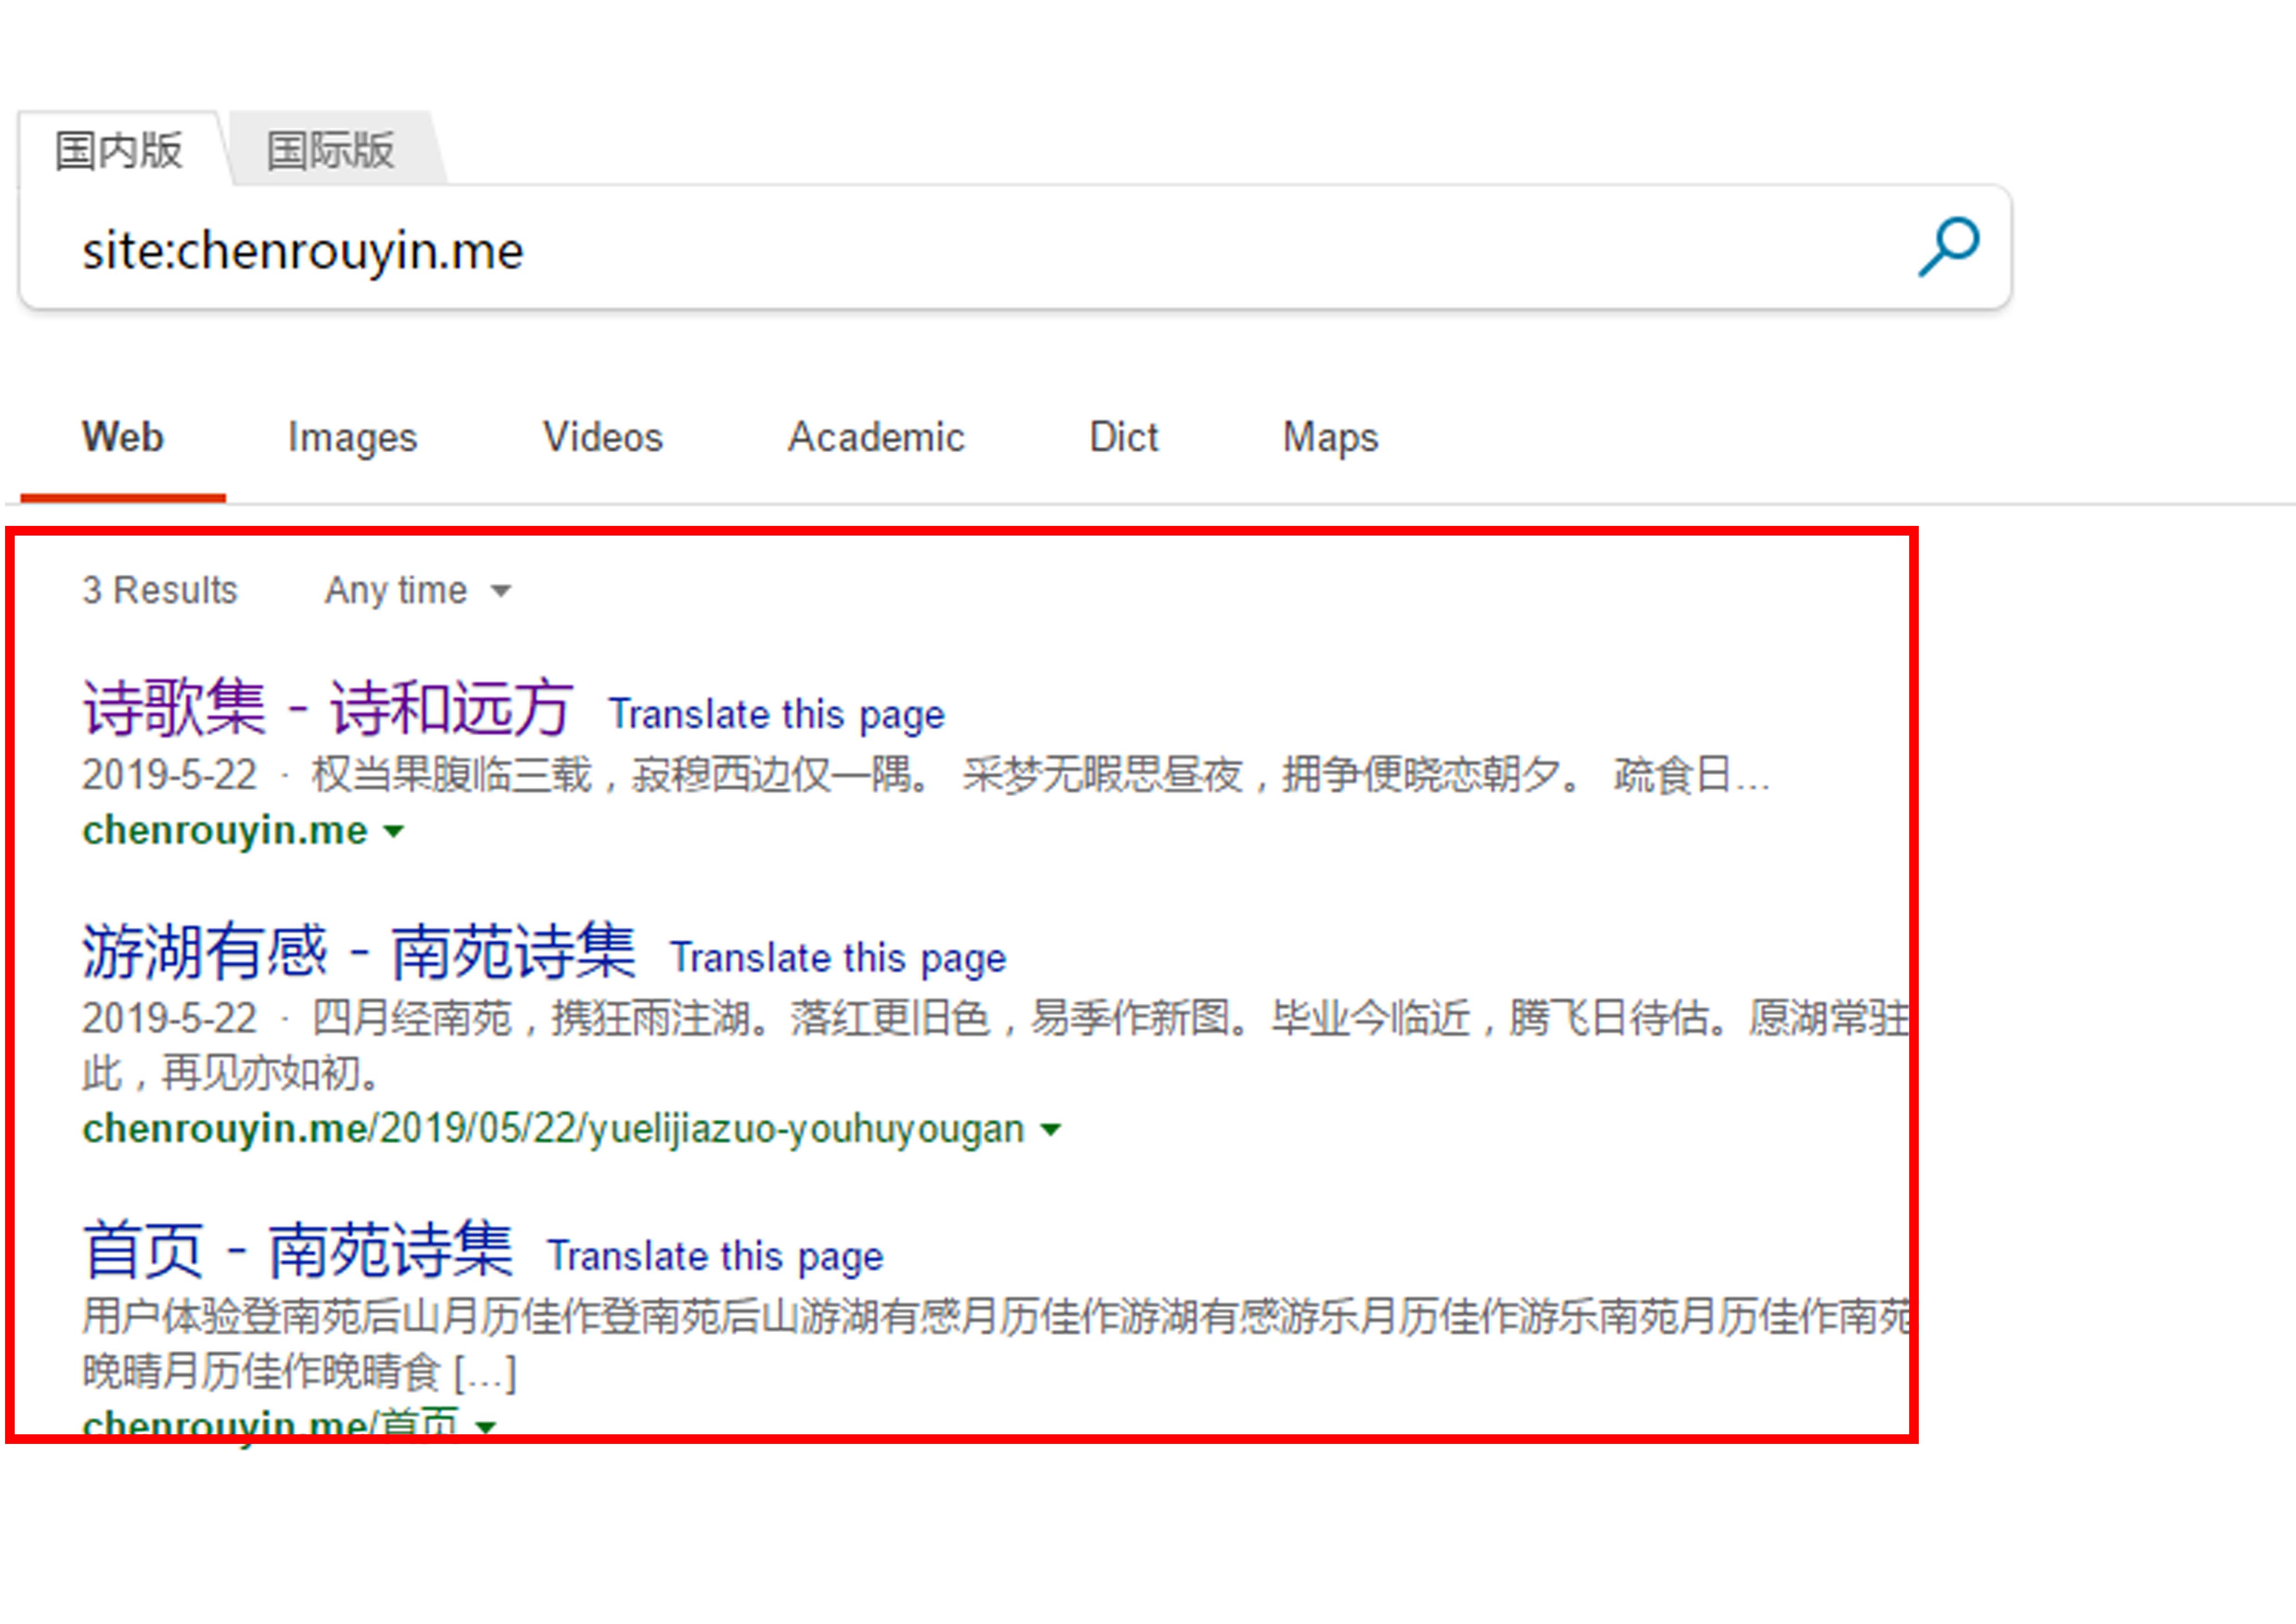 国内版 国际版
site:chenrouyin.me
Web Images Videos Academic Dict Maps
3 Results Any time
诗歌集 - 诗和远方 Translate this page
2019-5-22 · 权当果腹临三载，寂穆西边仅一隅。 采梦无暇思昼夜，拥争便晓恋朝夕。 疏食日...
chenrouyin.me
游湖有感 - 南苑诗集 Translate this page
2019-5-22 · 四月经南苑，携狂雨注湖。落红更旧色，易季作新图。毕业今临近，腾飞日待估。愿湖常驻
此，再见亦如初。
chenrouyin.me/2019/05/22/yuelijiazuo-youhuyougan
首页 - 南苑诗集 Translate this page
用户体验登南苑后山月历佳作登南苑后山游湖有感月历佳作游湖有感游乐月历佳作游乐南苑月历佳作南苑
晚晴月历佳作晚晴食 [...]
chenrouyin.me/首页